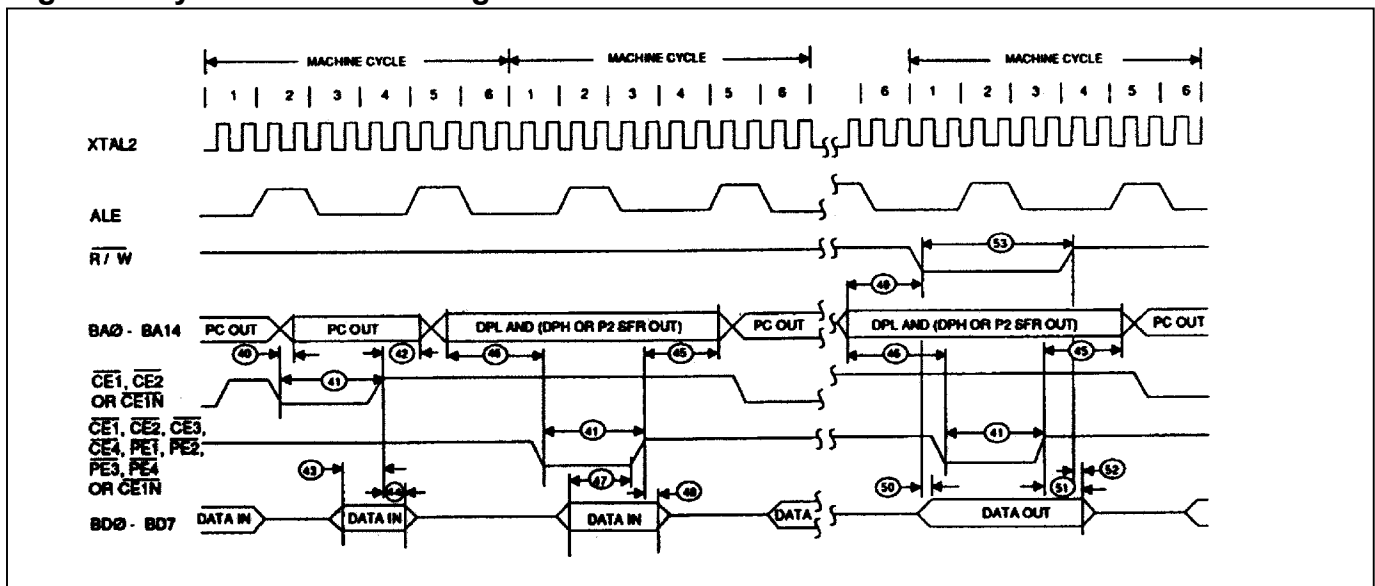 MACHINE CYCLE MACHINE CYCLE MACHINE CYCLE
1 2 3 4 5 6 1 2 3 4 5 6 6 1 2 3 4 5 6
XTAL2
ALE
R / W
53
49
BAØ - BA14 PC OUT PC OUT DPL AND (DPH OR P2 SFR OUT) PC OUT DPL AND (DPH OR P2 SFR OUT) PC OUT
40 42 46 45 46 45
CE1, CE2
OR CE1N
41
CE1, CE2, CE3,
CE4, PE1, PE2,
PE3, PE4
OR CE1N
41 41
43 44 47 48 50 51 52
BDØ - BD7 DATA IN DATA IN DATA IN DATA DATA OUT